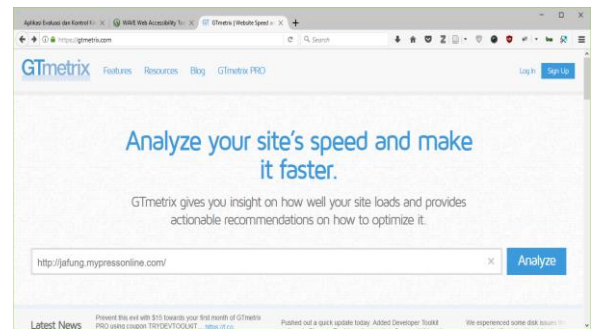 Aplikasi Evaluasi dan Kontrol Ki
WAVE Web Accessibility Too
GTmetrix | Website Speed a
https://gtmetrix.com
Search
GTmetrix Features Resources Blog GTmetrix PRO Log In Sign Up
Analyze your site's speed and make
it faster.
GTmetrix gives you insight on how well your site loads and provides
actionable recommendations on how to optimize it.
http://jafung.mypressonline.com/ Analyze
Latest News
Prevent this evil with $15 towards your first month of GTmetrix
PRO using coupon TRYDEVTOOLKIT
Pushed out a quick update today. Added Developer Toolkit
We experienced some disk issues